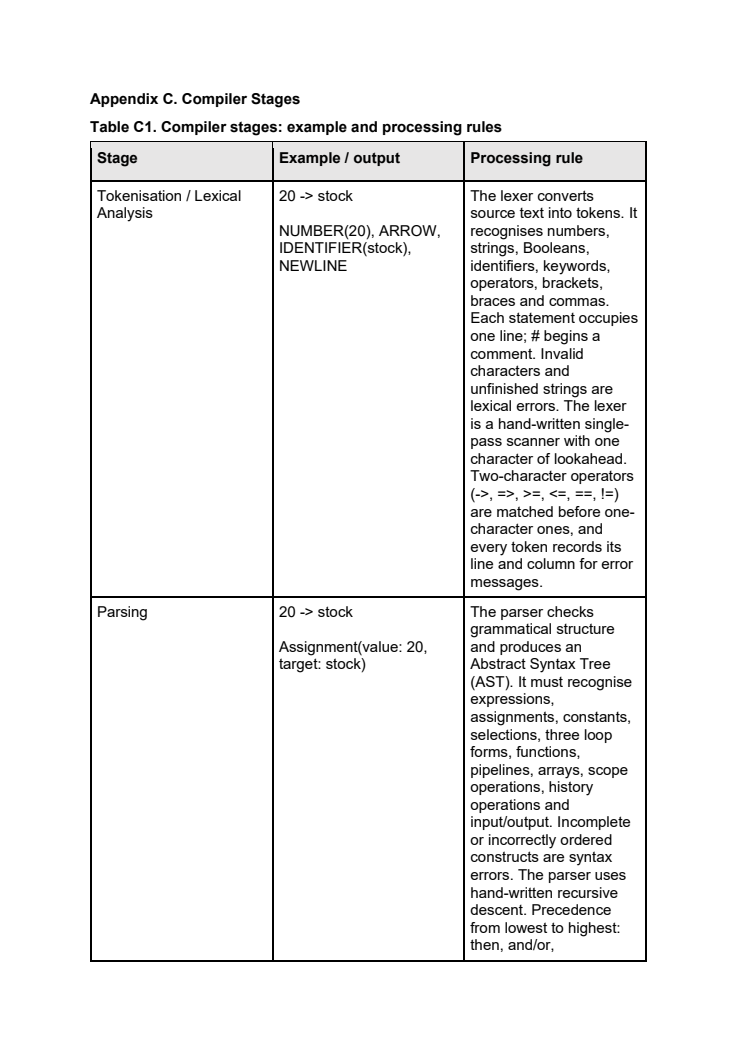 Appendix C. Compiler Stages
Table C1. Compiler stages: example and processing rules
Stage
Example / output
Processing rule
Tokenisation / Lexical
Analysis
20 -> stock
NUMBER(20), ARROW,
IDENTIFIER(stock),
NEWLINE
The lexer converts
source text into tokens. It
recognises numbers,
strings, Booleans,
identifiers, keywords,
operators, brackets,
braces and commas.
Each statement occupies
one line; # begins a
comment. Invalid
characters and
unfinished strings are
lexical errors. The lexer
is a hand-written single-
pass scanner with one
character of lookahead.
Two-character operators
(->, =>, >=, <=, ==, !=)
are matched before one-
character ones, and
every token records its
line and column for error
messages.
Parsing
20 -> stock
Assignment(value: 20,
target: stock)
The parser checks
grammatical structure
and produces an
Abstract Syntax Tree
(AST). It must recognise
expressions,
assignments, constants,
selections, three loop
forms, functions,
pipelines, arrays, scope
operations, history
operations and
input/output. Incomplete
or incorrectly ordered
constructs are syntax
errors. The parser uses
hand-written recursive
descent. Precedence
from lowest to highest:
then, and/or,